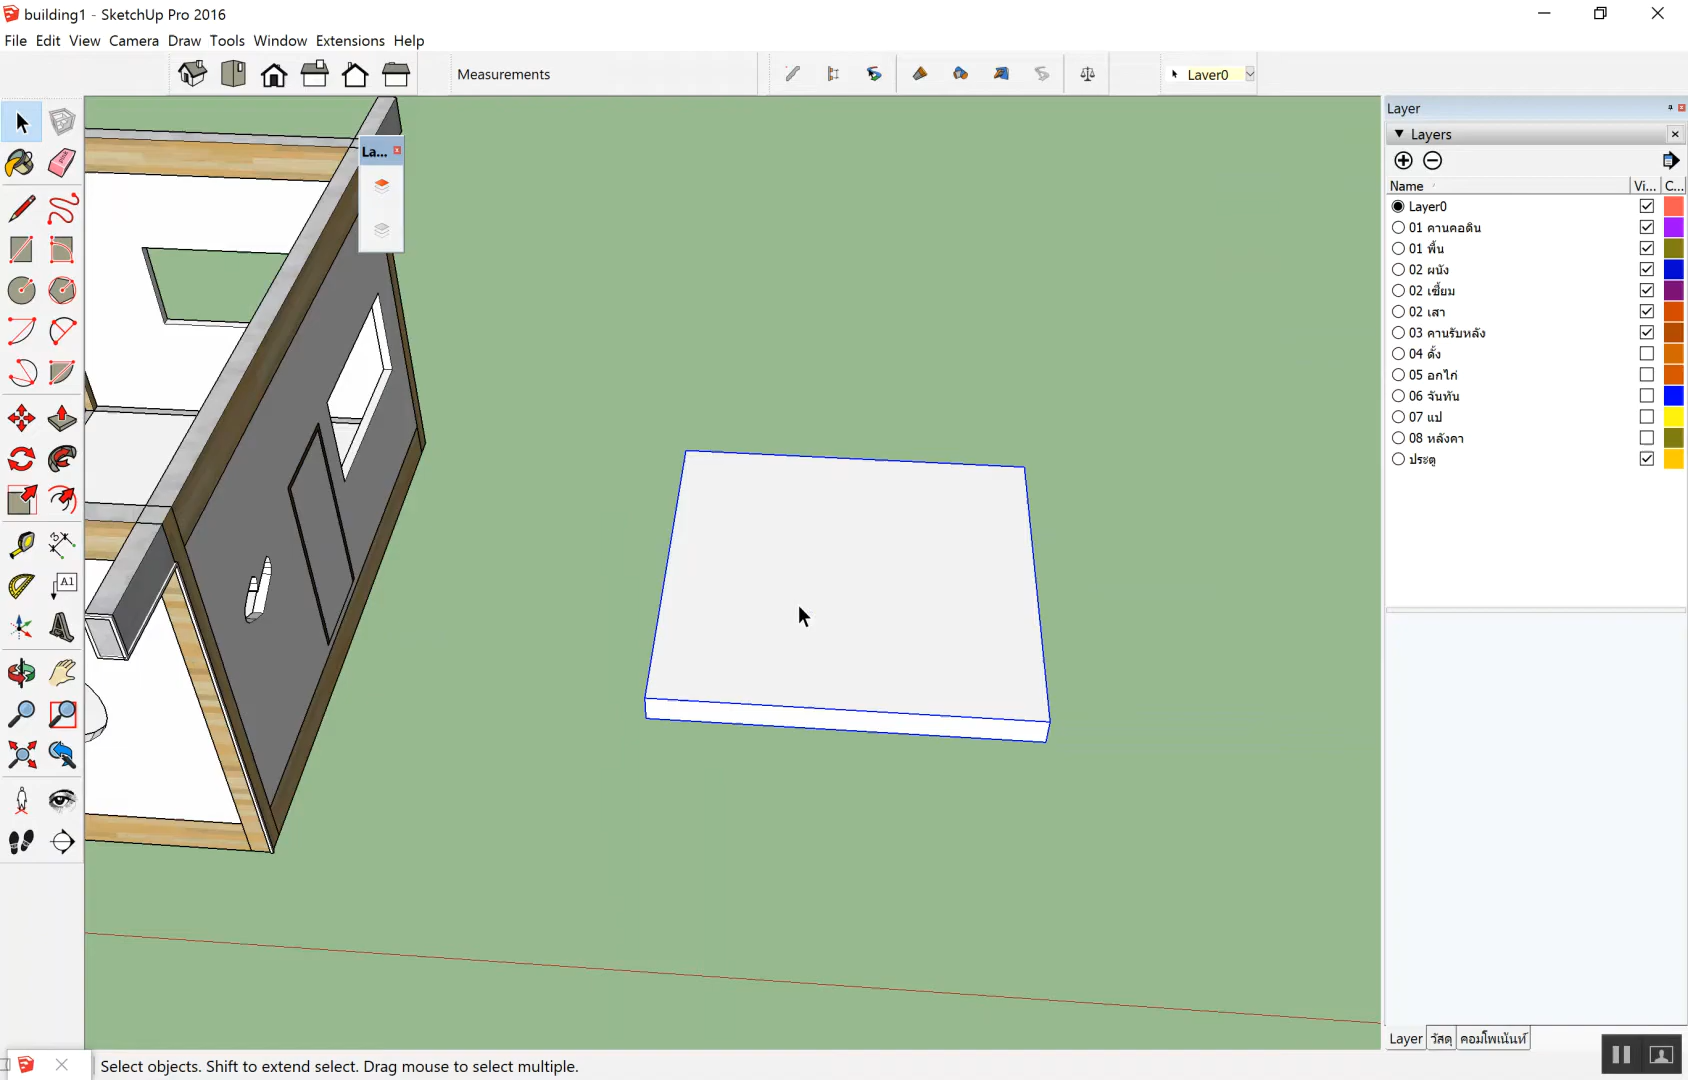 building1 - SketchUp Pro 2016
File Edit View Camera Draw Tools Window Extensions Help
Measurements
Layer0
La...
Layer
Layers
Name Vi... C...
Layer0
01 คานคอดิน
01 พื้น
02 ผนัง
02 เซี้ยม
02 เสา
03 คานรับหลัง
04 ดั้ง
05 อกไก่
06 จันทัน
07 แป
08 หลังคา
ประตู
A1
Layer วัสดุ คอมโพเน้นท์
Select objects. Shift to extend select. Drag mouse to select multiple.